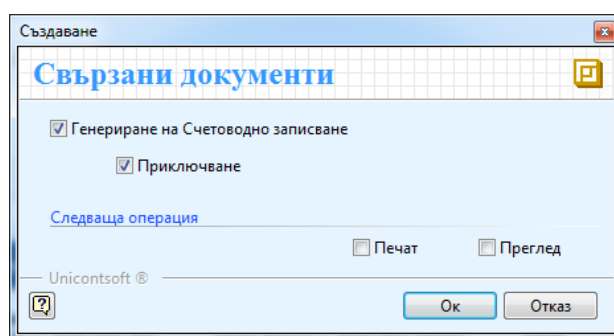 Създаване
Свързани документи
Генериране на Счетоводно записване
Приключване
Следваща операция
Печат Преглед
Unicontsoft ®
? Ок Отказ